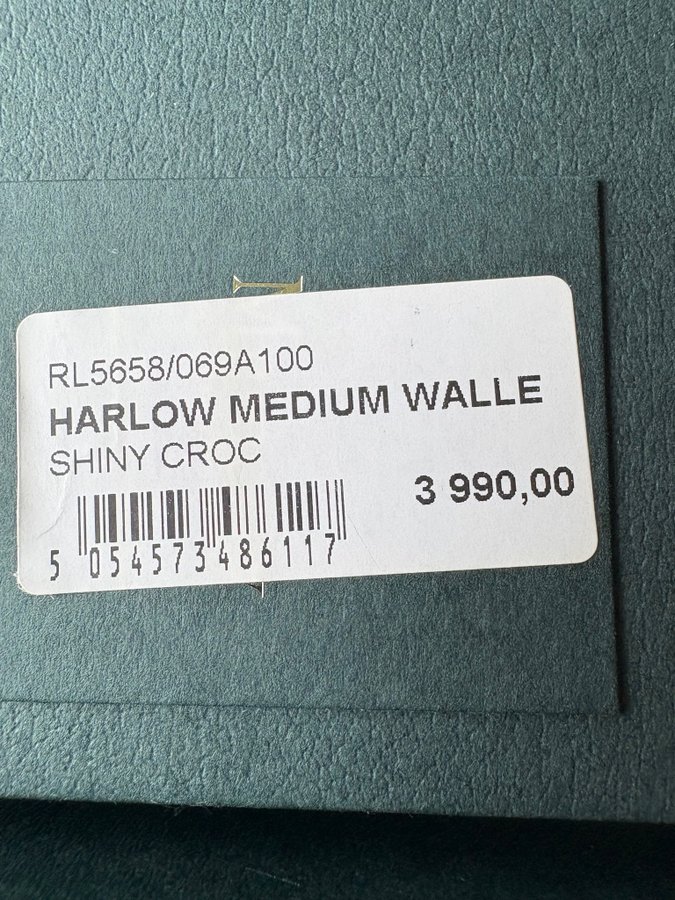 RL5658/069A100
HARLOW MEDIUM WALLE
SHINY CROC
3 990,00
5 054573 486117